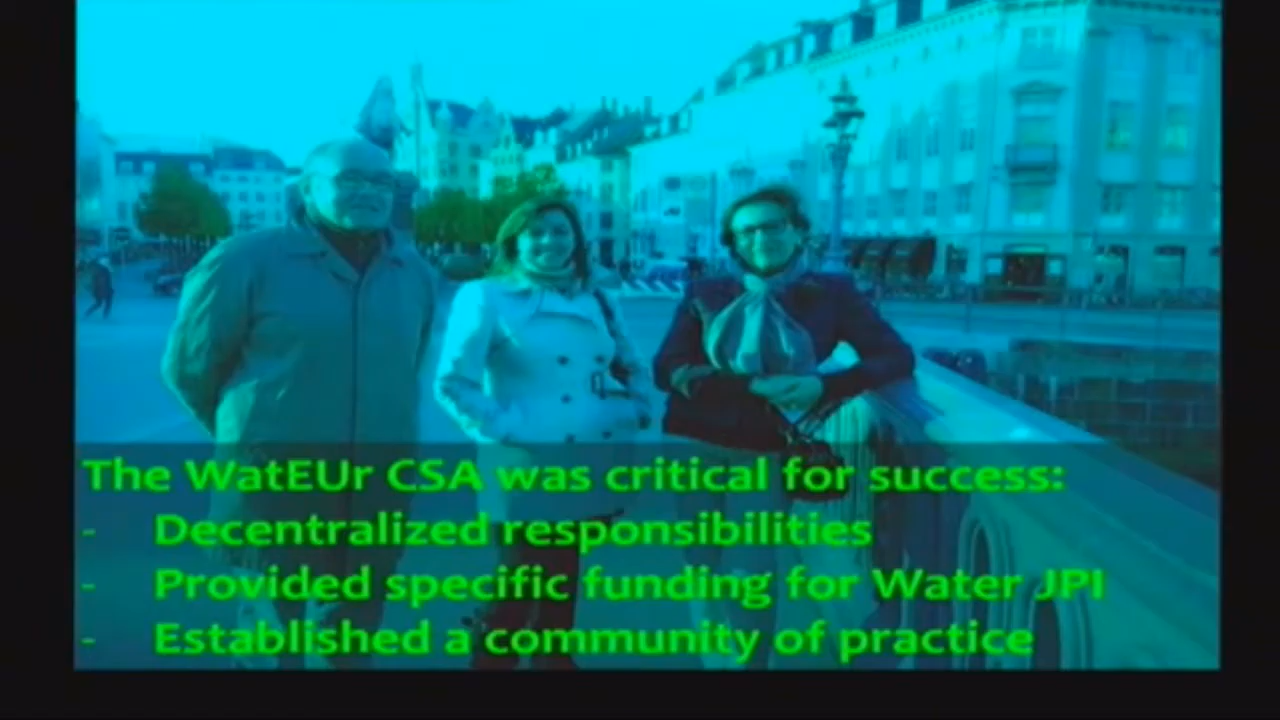 The WatEUr CSA was critical for success:
- Decentralized responsibilities
- Provided specific funding for Water JPI
- Established a community of practice